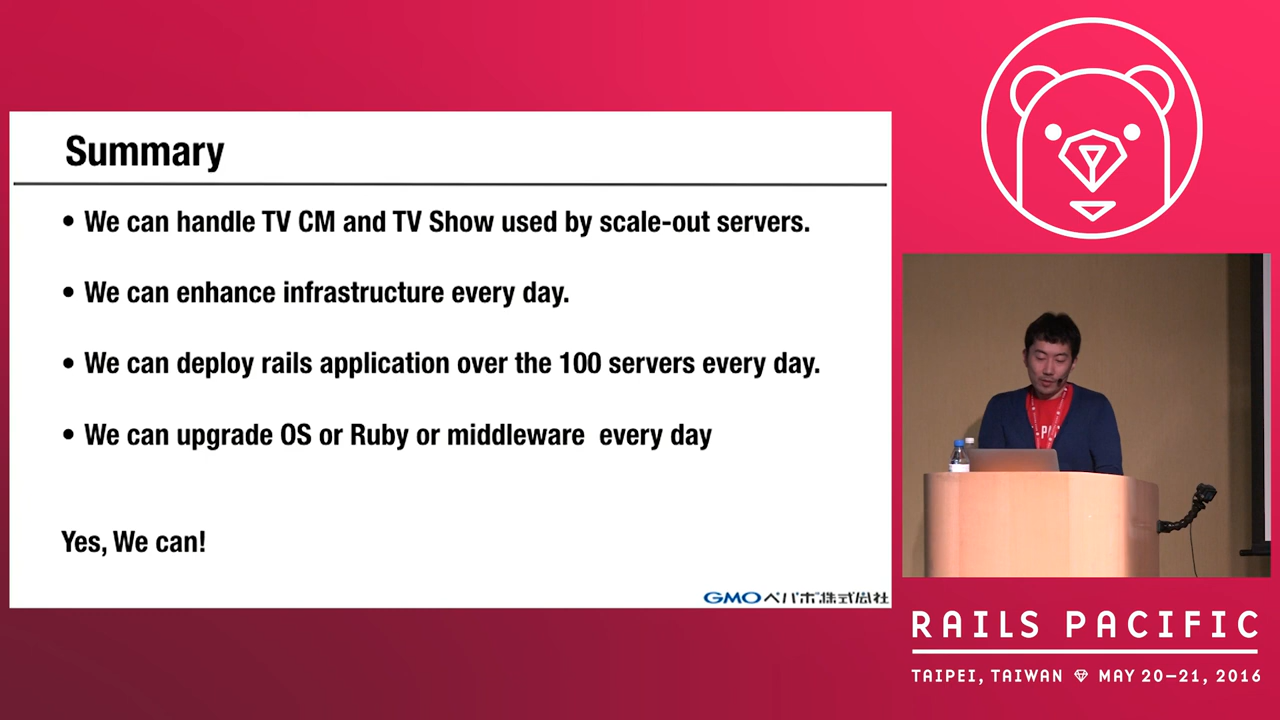 Summary
• We can handle TV CM and TV Show used by scale-out servers.
• We can enhance infrastructure every day.
• We can deploy rails application over the 100 servers every day.
• We can upgrade OS or Ruby or middleware  every day
Yes, We can!
GMOペパボ株式会社
RAILS PACIFIC
TAIPEI, TAIWAN MAY 20–21, 2016